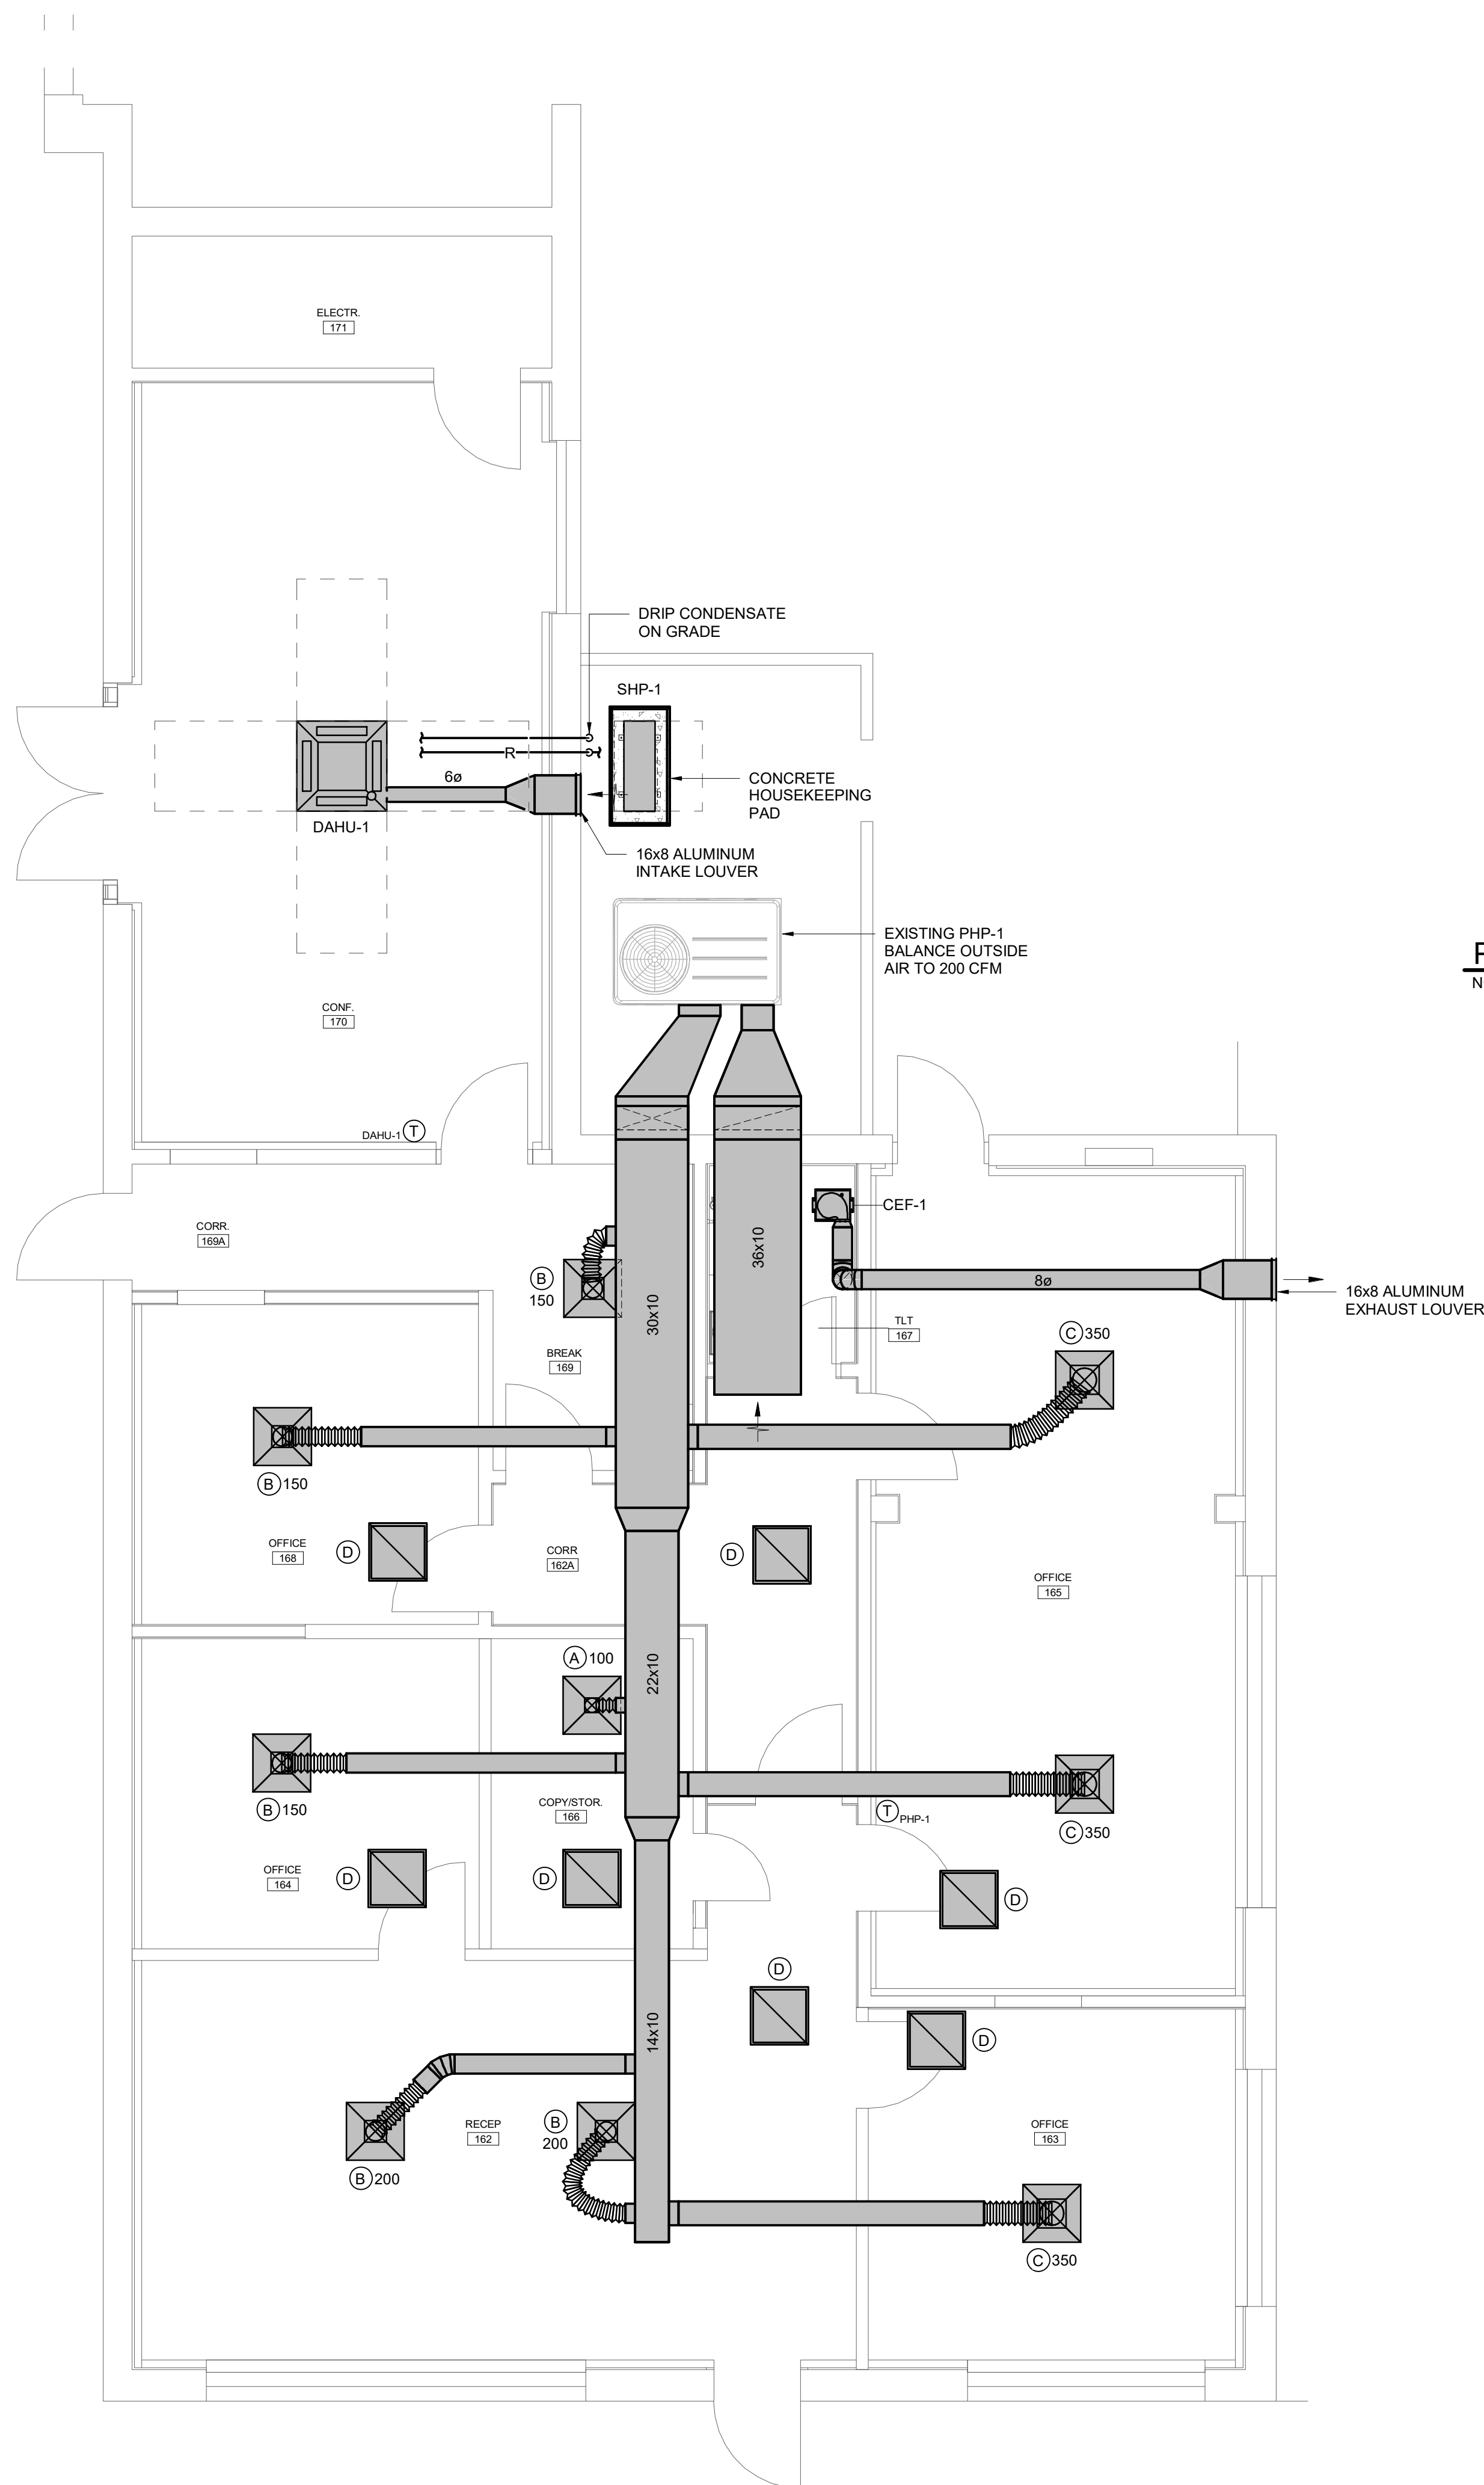 ELECTR.
171
DRIP CONDENSATE
ON GRADE
SHP-1
R
6ø
CONCRETE
HOUSEKEEPING
PAD
DAHU-1
16x8 ALUMINUM
INTAKE LOUVER
EXISTING PHP-1
BALANCE OUTSIDE
AIR TO 200 CFM
P
N
CONF.
170
DAHU-1 T
CEF-1
CORR.
169A
36x10
B
150
30x10
8ø
16x8 ALUMINUM
EXHAUST LOUVER
TLT
167
C 350
BREAK
169
B 150
OFFICE
168
D
CORR
162A
D
OFFICE
165
A 100
22x10
B 150
COPY/STOR.
166
T PHP-1
C 350
OFFICE
164
D
D
D
D
14x10
D
RECEP
162
B
200
OFFICE
163
B 200
C 350